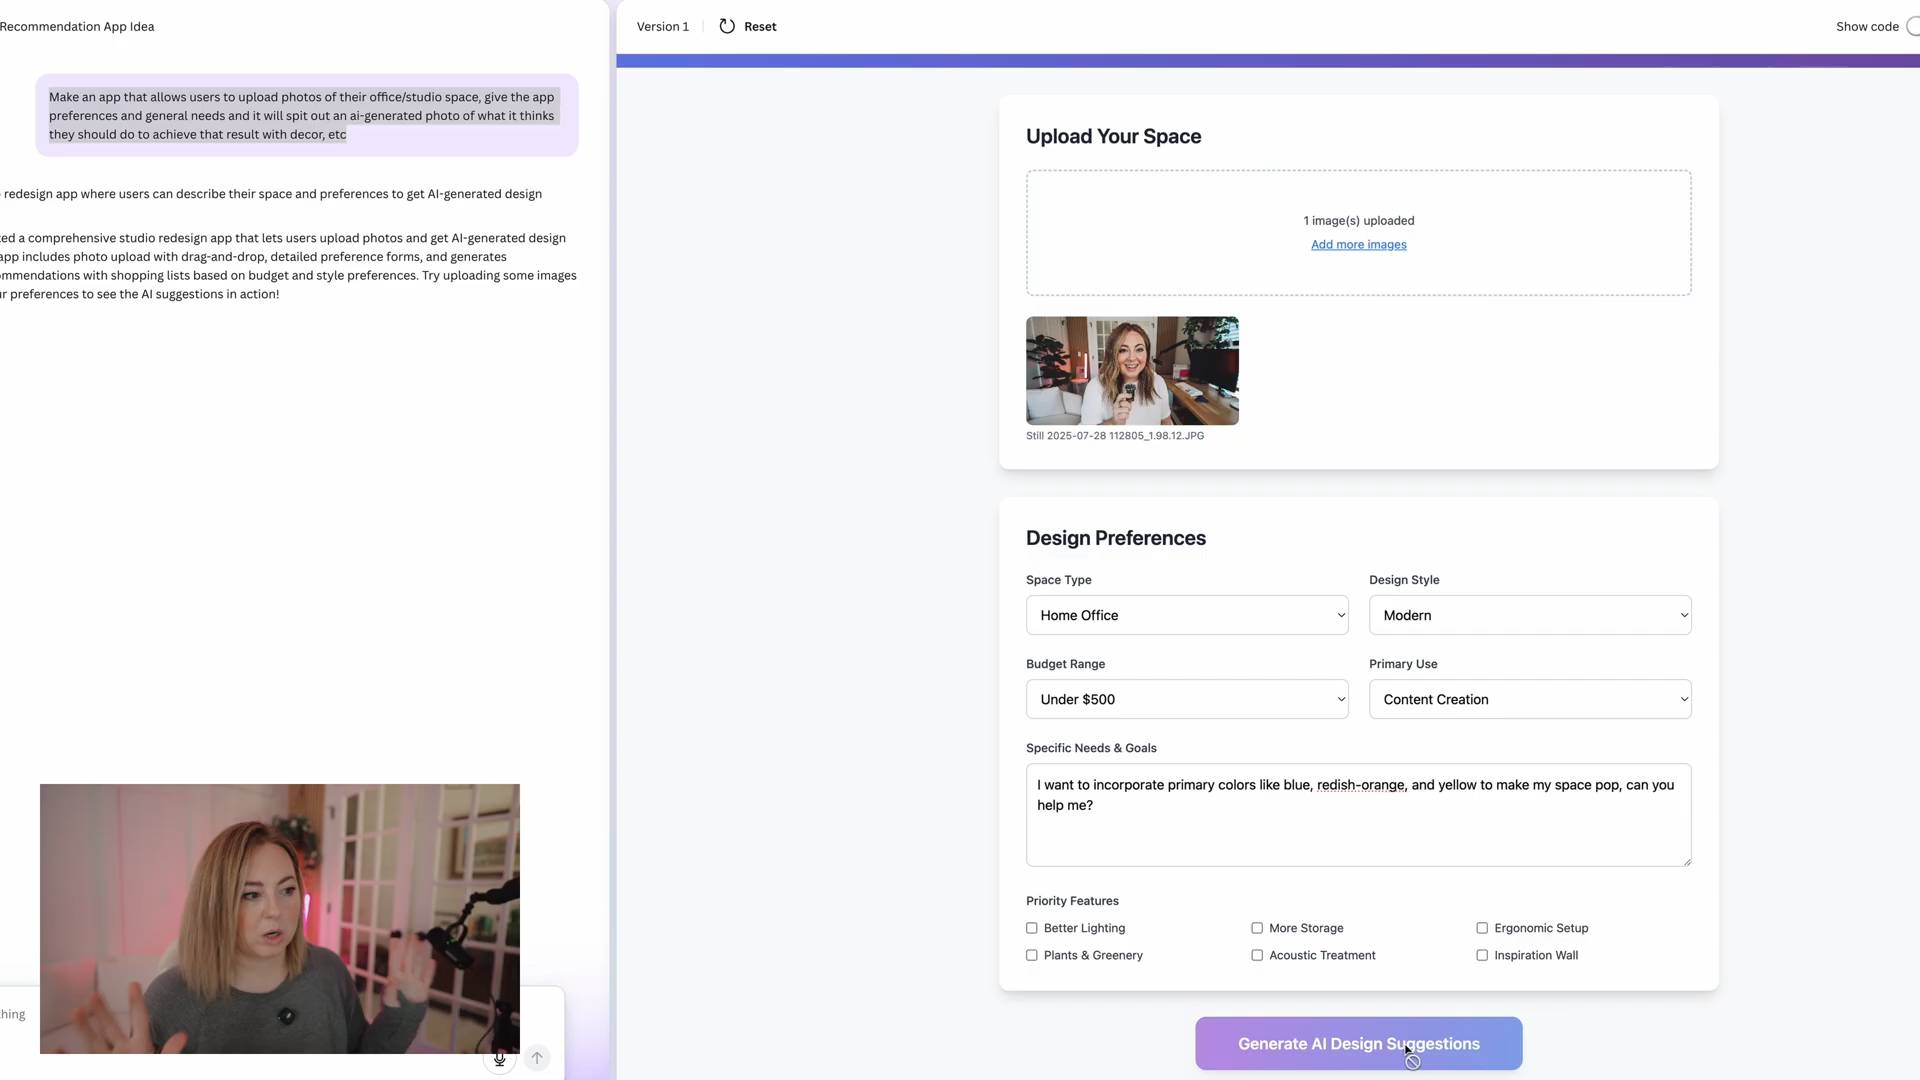 Recommendation App Idea
Make an app that allows users to upload photos of their office/studio space, give the app
preferences and general needs and it will spit out an ai-generated photo of what it thinks
they should do to achieve that result with decor, etc
redesign app where users can describe their space and preferences to get AI-generated design
ed a comprehensive studio redesign app that lets users upload photos and get AI-generated design
app includes photo upload with drag-and-drop, detailed preference forms, and generates
mmendations with shopping lists based on budget and style preferences. Try uploading some images
ur preferences to see the AI suggestions in action!
thing
Version 1
Reset
Show code
Upload Your Space
1 image(s) uploaded
Add more images
Still 2025-07-28 112805_1.98.12.JPG
Design Preferences
Space Type
Design Style
Home Office
Modern
Budget Range
Primary Use
Under $500
Content Creation
Specific Needs & Goals
I want to incorporate primary colors like blue, redish-orange, and yellow to make my space pop, can you
help me?
Priority Features
Better Lighting
More Storage
Ergonomic Setup
Plants & Greenery
Acoustic Treatment
Inspiration Wall
Generate AI Design Suggestions